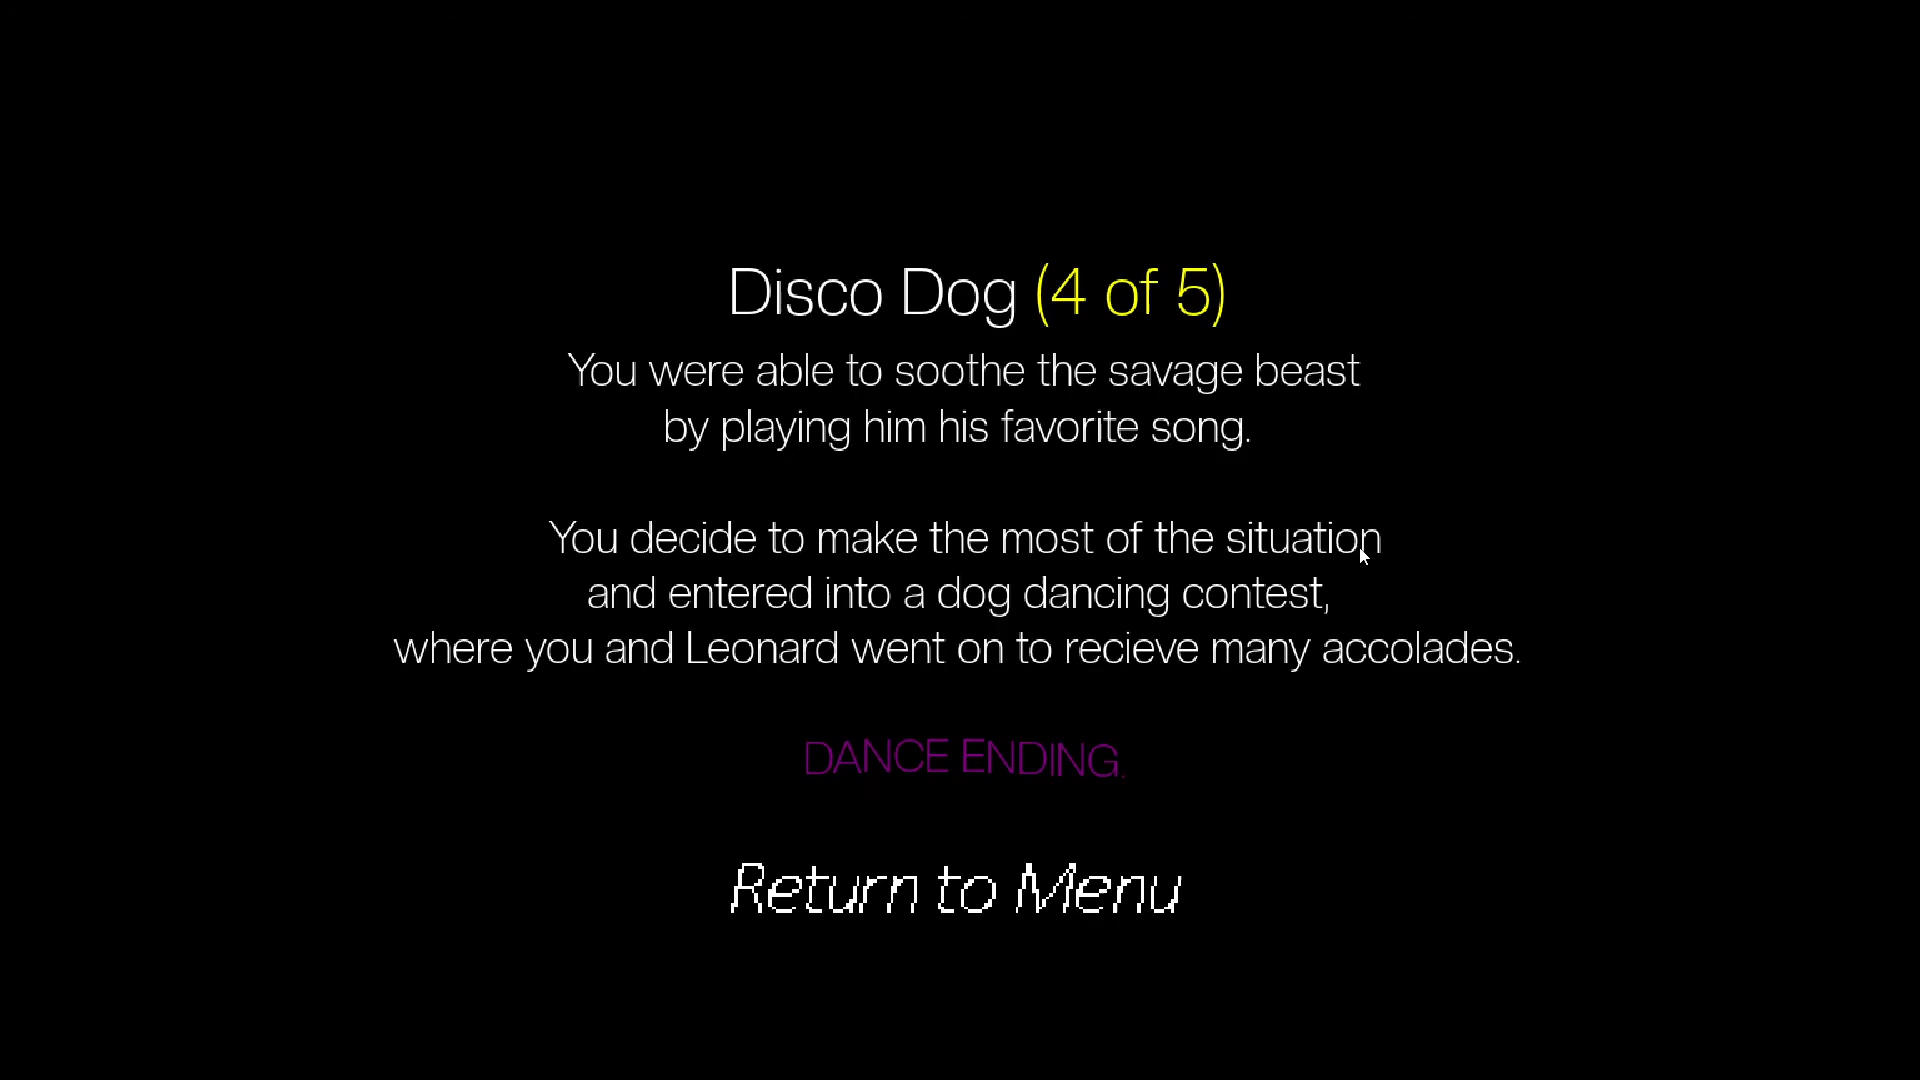 Disco Dog (4 of 5)
You were able to soothe the savage beast
by playing him his favorite song.
You decide to make the most of the situation
and entered into a dog dancing contest,
where you and Leonard went on to recieve many accolades.
DANCE ENDING.
Return to Menu